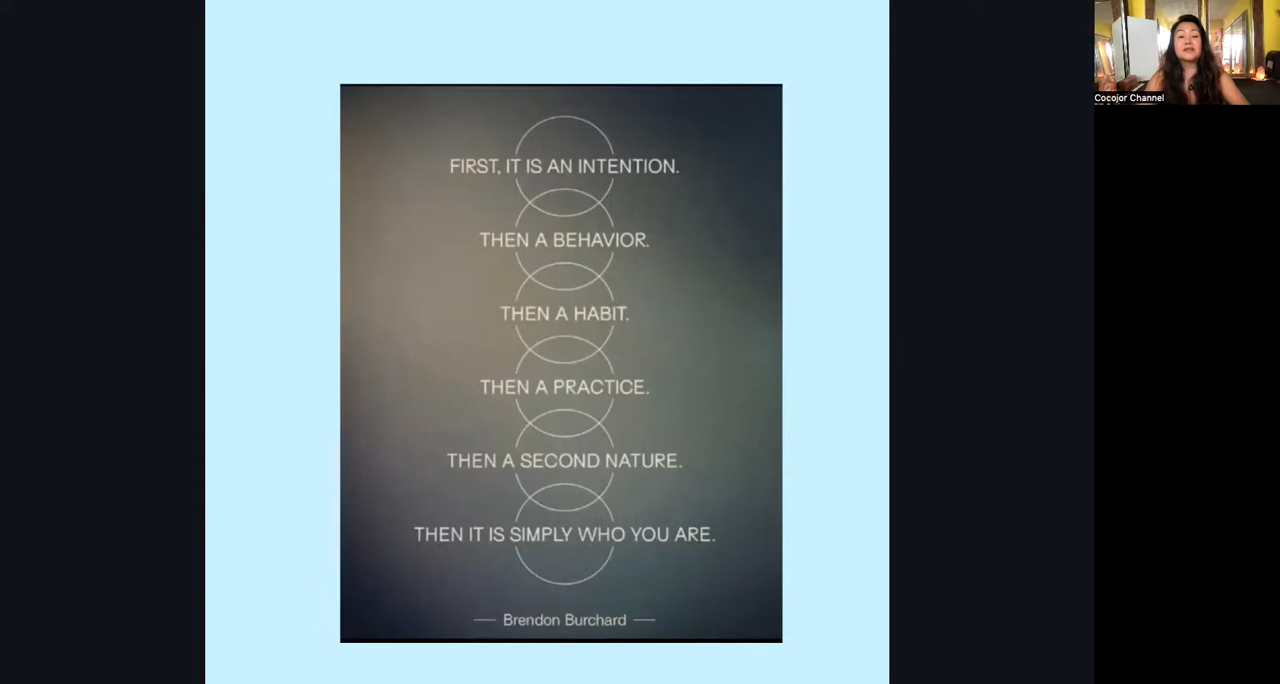 Cocojor Channel
FIRST, IT IS AN INTENTION.
THEN A BEHAVIOR.
THEN A HABIT.
THEN A PRACTICE.
THEN A SECOND NATURE.
THEN IT IS SIMPLY WHO YOU ARE.
Brendon Burchard